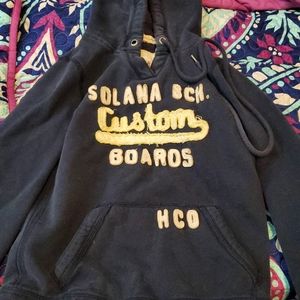 SOLANA BCH.
Custom
BOARDS
HCO